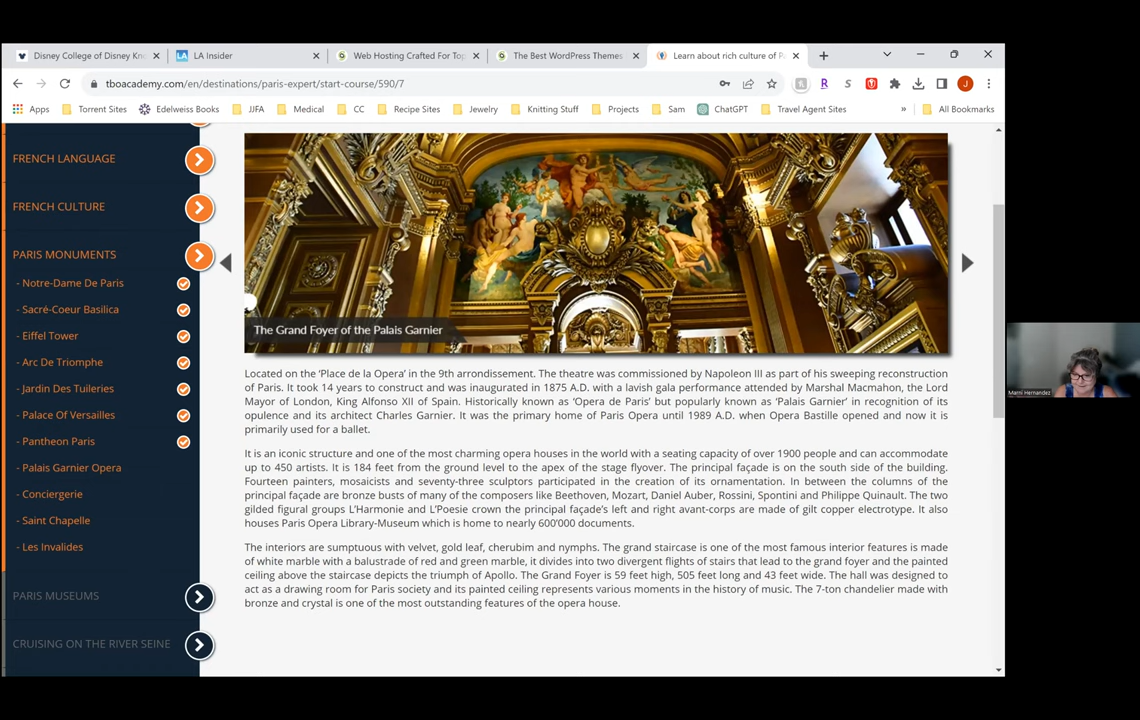 Disney College of Disney Kno
LA Insider
Web Hosting Crafted For Top
The Best WordPress Themes
Learn about rich culture of Pa
tboacademy.com/en/destinations/paris-expert/start-course/590/7
Apps
Torrent Sites
Edelweiss Books
JJFA
Medical
CC
Recipe Sites
Jewelry
Knitting Stuff
Projects
Sam
ChatGPT
Travel Agent Sites
»
All Bookmarks
FRENCH LANGUAGE
FRENCH CULTURE
PARIS MONUMENTS
- Notre-Dame De Paris
- Sacré-Coeur Basilica
- Eiffel Tower
- Arc De Triomphe
- Jardin Des Tuileries
- Palace Of Versailles
- Pantheon Paris
- Palais Garnier Opera
- Conciergerie
- Saint Chapelle
- Les Invalides
PARIS MUSEUMS
CRUISING ON THE RIVER SEINE
The Grand Foyer of the Palais Garnier
Located on the 'Place de la Opera' in the 9th arrondissement. The theatre was commissioned by Napoleon III as part of his sweeping reconstruction
of Paris. It took 14 years to construct and was inaugurated in 1875 A.D. with a lavish gala performance attended by Marshal Macmahon, the Lord
Mayor of London, King Alfonso XII of Spain. Historically known as 'Opera de Paris' but popularly known as 'Palais Garnier' in recognition of its
opulence and its architect Charles Garnier. It was the primary home of Paris Opera until 1989 A.D. when Opera Bastille opened and now it is
primarily used for a ballet.
It is an iconic structure and one of the most charming opera houses in the world with a seating capacity of over 1900 people and can accommodate
up to 450 artists. It is 184 feet from the ground level to the apex of the stage flyover. The principal façade is on the south side of the building.
Fourteen painters, mosaicists and seventy-three sculptors participated in the creation of its ornamentation. In between the columns of the
principal façade are bronze busts of many of the composers like Beethoven, Mozart, Daniel Auber, Rossini, Spontini and Philippe Quinault. The two
gilded figural groups L'Harmonie and L'Poesie crown the principal façade's left and right avant-corps are made of gilt copper electrotype. It also
houses Paris Opera Library-Museum which is home to nearly 600'000 documents.
The interiors are sumptuous with velvet, gold leaf, cherubim and nymphs. The grand staircase is one of the most famous interior features is made
of white marble with a balustrade of red and green marble, it divides into two divergent flights of stairs that lead to the grand foyer and the painted
ceiling above the staircase depicts the triumph of Apollo. The Grand Foyer is 59 feet high, 505 feet long and 43 feet wide. The hall was designed to
act as a drawing room for Paris society and its painted ceiling represents various moments in the history of music. The 7-ton chandelier made with
bronze and crystal is one of the most outstanding features of the opera house.
Marni Hernandez